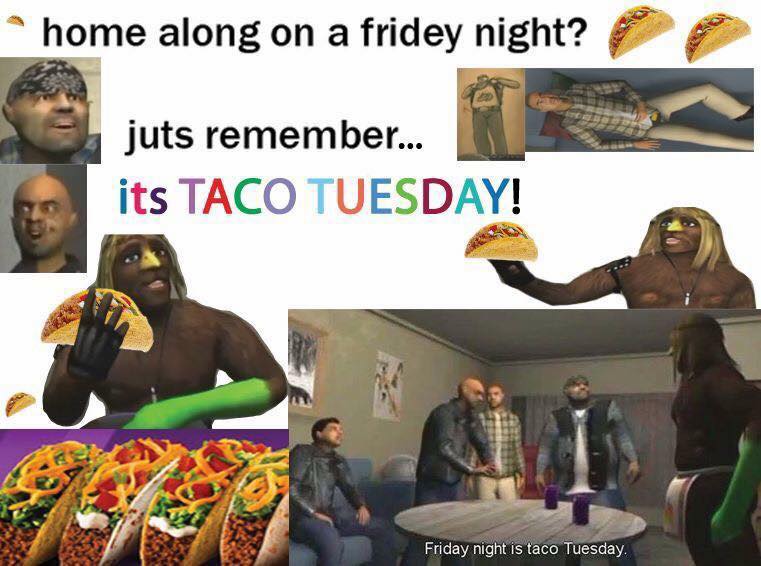 home along on a fridey night?
juts remember...
its TACO TUESDAY!
Friday night is taco Tuesday.